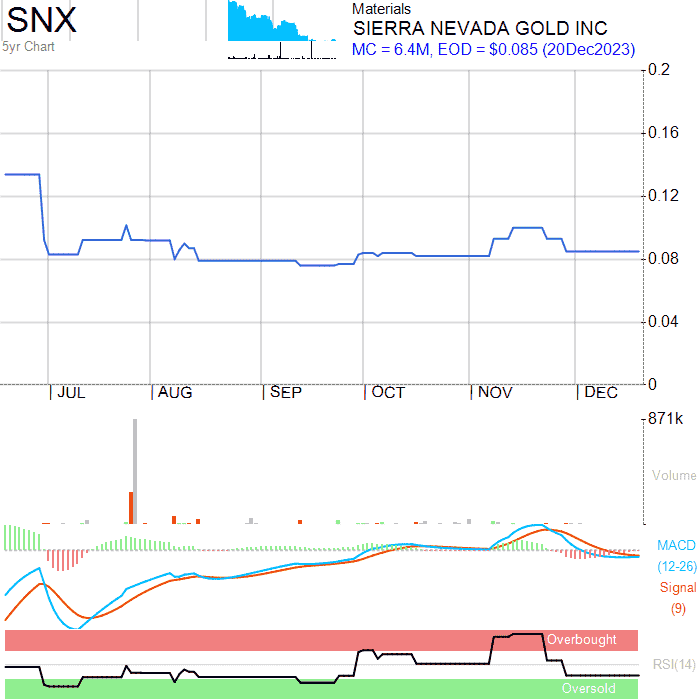 SNX
5yr Chart
Materials
SIERRA NEVADA GOLD INC
MC = 6.4M, EOD = $0.085 (20Dec2023)
0.2
0.16
0.12
0.08
0.04
0
JUL AUG SEP OCT NOV DEC
871k
Volume
MACD
(12-26)
Signal
(9)
Overbought
RSI(14)
Oversold